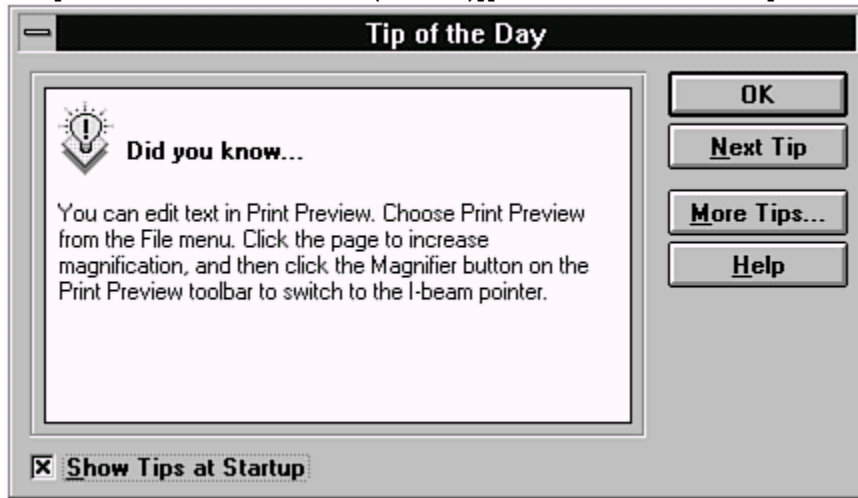 Tip of the Day
Did you know...
You can edit text in Print Preview. Choose Print Preview
from the File menu. Click the page to increase
magnification, and then click the Magnifier button on the
Print Preview toolbar to switch to the I-beam pointer.
OK
Next Tip
More Tips...
Help
Show Tips at Startup